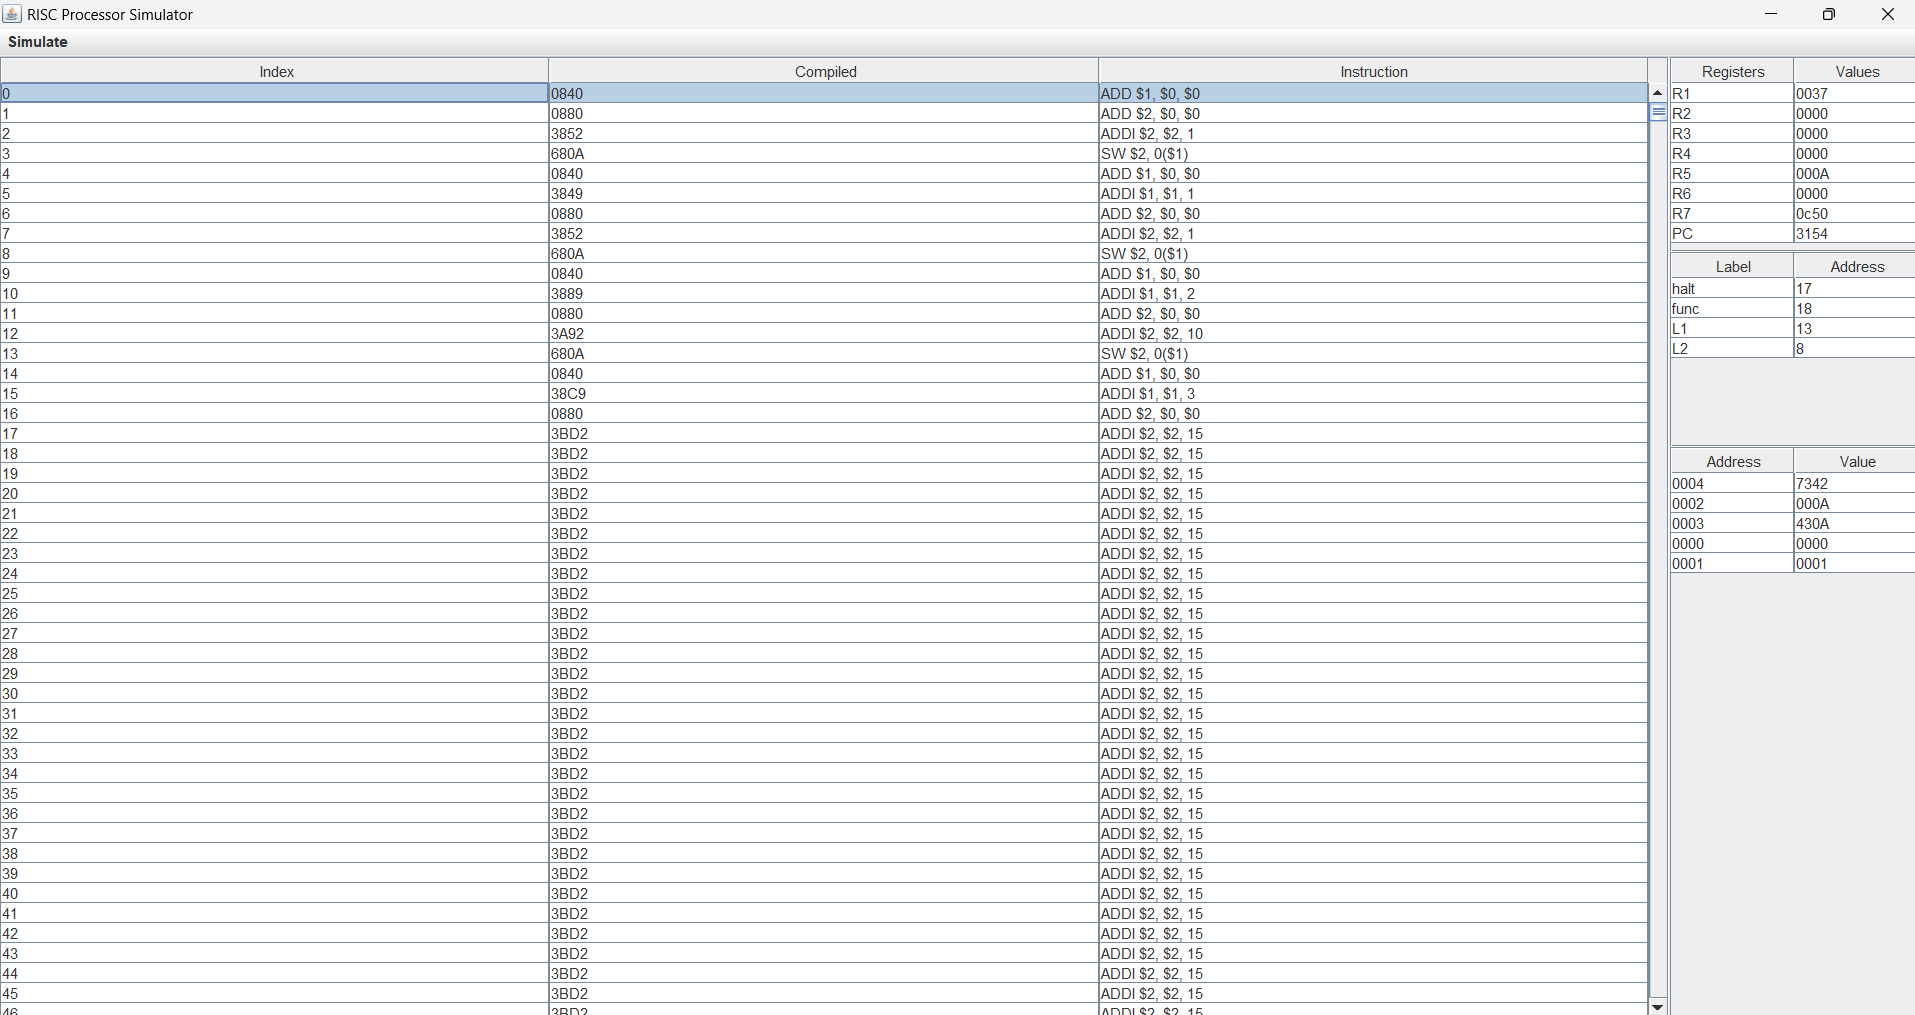 RISC Processor Simulator
Simulate
Index Compiled Instruction
0 0840 ADD $1, $0, $0
1 0880 ADD $2, $0, $0
2 3852 ADDI $2, $2, 1
3 680A SW $2, 0($1)
4 0840 ADD $1, $0, $0
5 3849 ADDI $1, $1, 1
6 0880 ADD $2, $0, $0
7 3852 ADDI $2, $2, 1
8 680A SW $2, 0($1)
9 0840 ADD $1, $0, $0
10 3889 ADDI $1, $1, 2
11 0880 ADD $2, $0, $0
12 3A92 ADDI $2, $2, 10
13 680A SW $2, 0($1)
14 0840 ADD $1, $0, $0
15 38C9 ADDI $1, $1, 3
16 0880 ADD $2, $0, $0
17 3BD2 ADDI $2, $2, 15
18 3BD2 ADDI $2, $2, 15
19 3BD2 ADDI $2, $2, 15
20 3BD2 ADDI $2, $2, 15
21 3BD2 ADDI $2, $2, 15
22 3BD2 ADDI $2, $2, 15
23 3BD2 ADDI $2, $2, 15
24 3BD2 ADDI $2, $2, 15
25 3BD2 ADDI $2, $2, 15
26 3BD2 ADDI $2, $2, 15
27 3BD2 ADDI $2, $2, 15
28 3BD2 ADDI $2, $2, 15
29 3BD2 ADDI $2, $2, 15
30 3BD2 ADDI $2, $2, 15
31 3BD2 ADDI $2, $2, 15
32 3BD2 ADDI $2, $2, 15
33 3BD2 ADDI $2, $2, 15
34 3BD2 ADDI $2, $2, 15
35 3BD2 ADDI $2, $2, 15
36 3BD2 ADDI $2, $2, 15
37 3BD2 ADDI $2, $2, 15
38 3BD2 ADDI $2, $2, 15
39 3BD2 ADDI $2, $2, 15
40 3BD2 ADDI $2, $2, 15
41 3BD2 ADDI $2, $2, 15
42 3BD2 ADDI $2, $2, 15
43 3BD2 ADDI $2, $2, 15
44 3BD2 ADDI $2, $2, 15
45 3BD2 ADDI $2, $2, 15
46 3BD2 ADDI $2, $2, 15
Registers Values
R1 0037
R2 0000
R3 0000
R4 0000
R5 000A
R6 0000
R7 0c50
PC 3154
Label Address
halt 17
func 18
L1 13
L2 8
Address Value
0004 7342
0002 000A
0003 430A
0000 0000
0001 0001